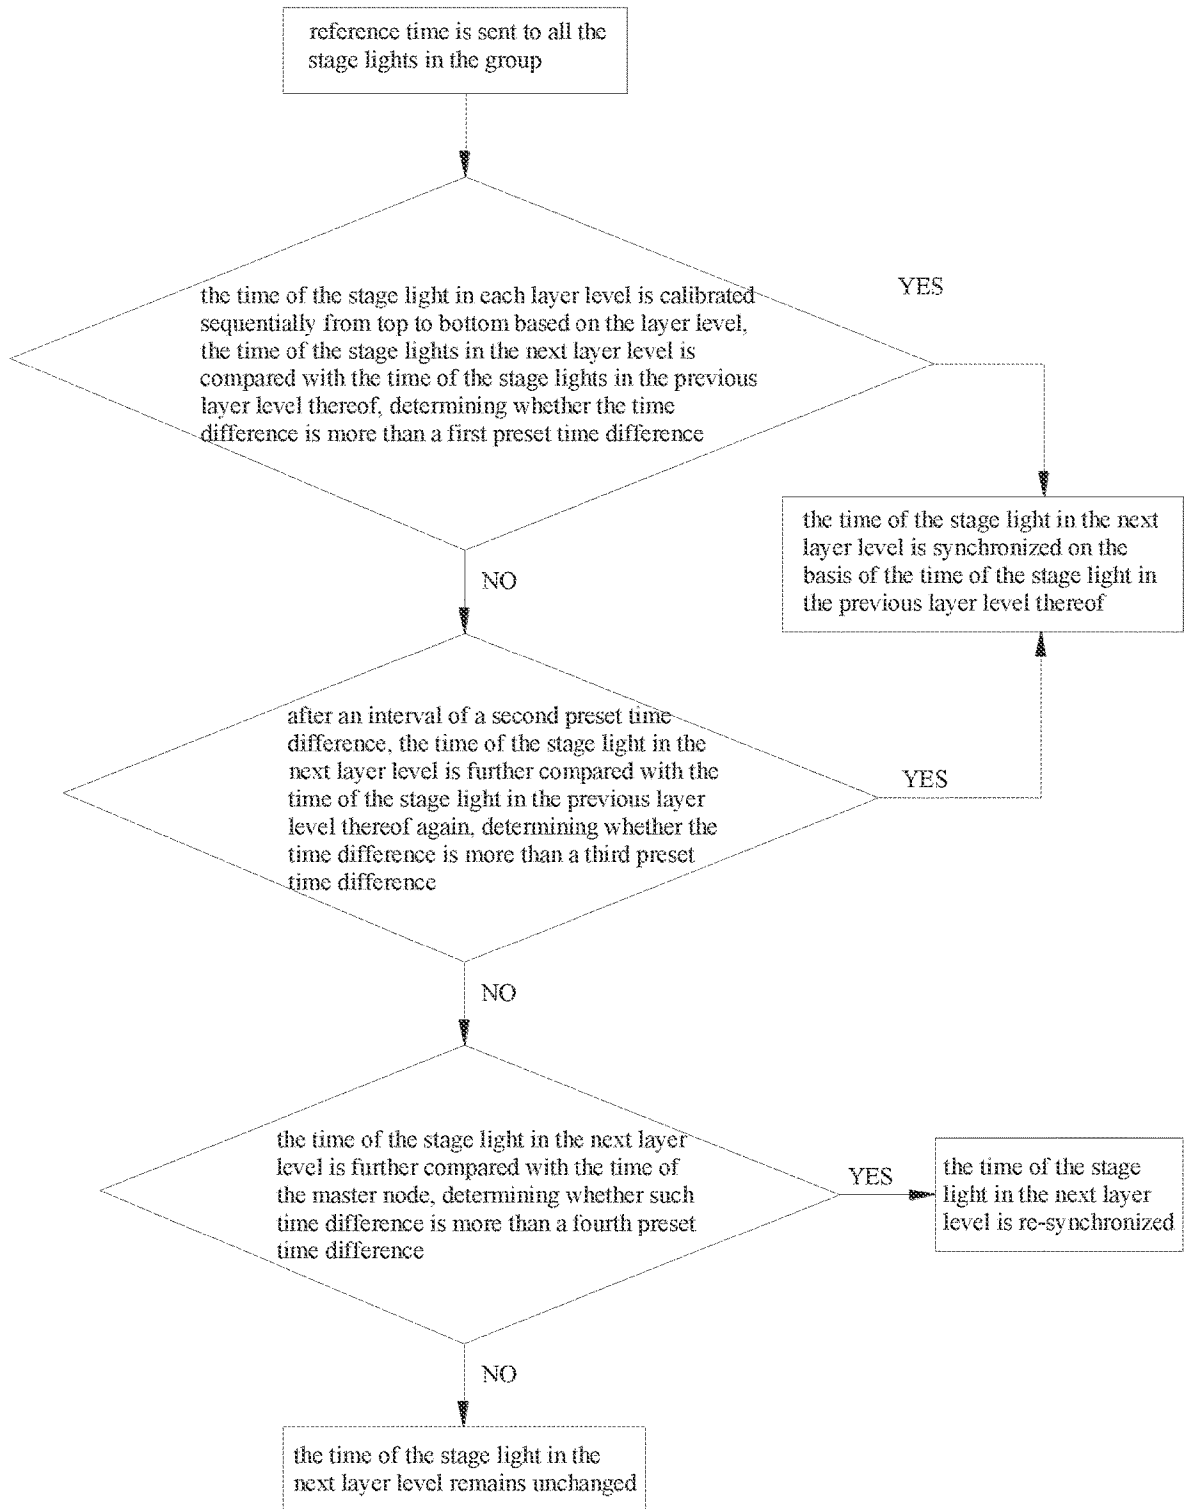 reference time is sent to all the
stage lights in the group
the time of the stage light in each layer level is calibrated
sequentially from top to bottom based on the layer level,
the time of the stage lights in the next layer level is
compared with the time of the stage lights in the previous
layer level thereof, determining whether the time
difference is more than a first preset time difference
YES
the time of the stage light in the next
layer level is synchronized on the
basis of the time of the stage light in
the previous layer level thereof
NO
after an interval of a second preset time
difference, the time of the stage light in the
next layer level is further compared with the
time of the stage light in the previous layer
level thereof again, determining whether the
time difference is more than a third preset
time difference
YES
NO
the time of the stage light in the next layer
level is further compared with the time of
the master node, determining whether such
time difference is more than a fourth preset
time difference
YES
the time of the stage
light in the next layer
level is re-synchronized
NO
the time of the stage light in the
next layer level remains unchanged